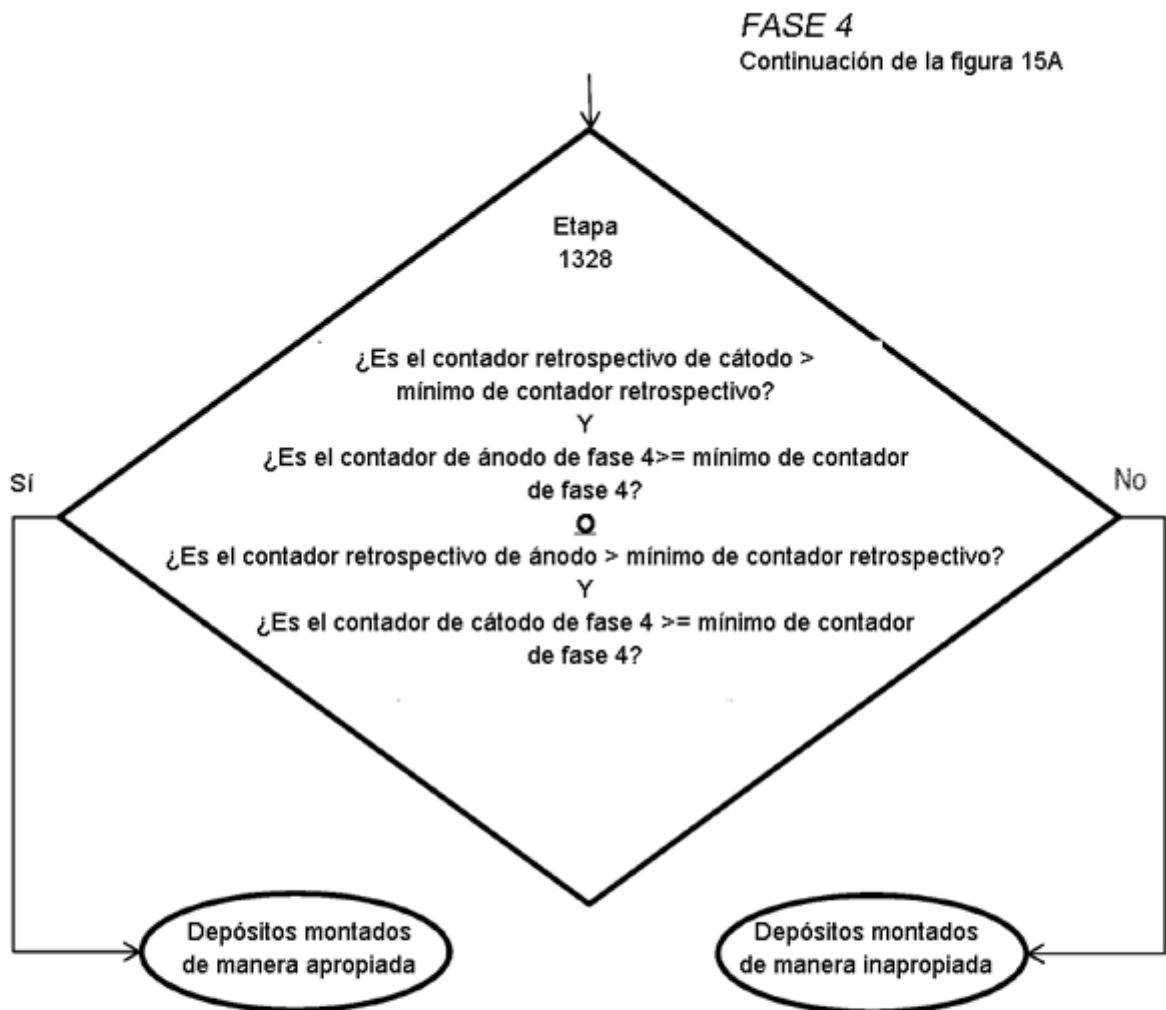 FASE 4
Continuación de la figura 15A
Etapa
1328
¿Es el contador retrospectivo de cátodo >
mínimo de contador retrospectivo?
Y
¿Es el contador de ánodo de fase 4>= mínimo de contador
de fase 4?
O
¿Es el contador retrospectivo de ánodo > mínimo de contador retrospectivo?
Y
¿Es el contador de cátodo de fase 4 >= mínimo de contador
de fase 4?
Sí
No
Depósitos montados
de manera apropiada
Depósitos montados
de manera inapropiada